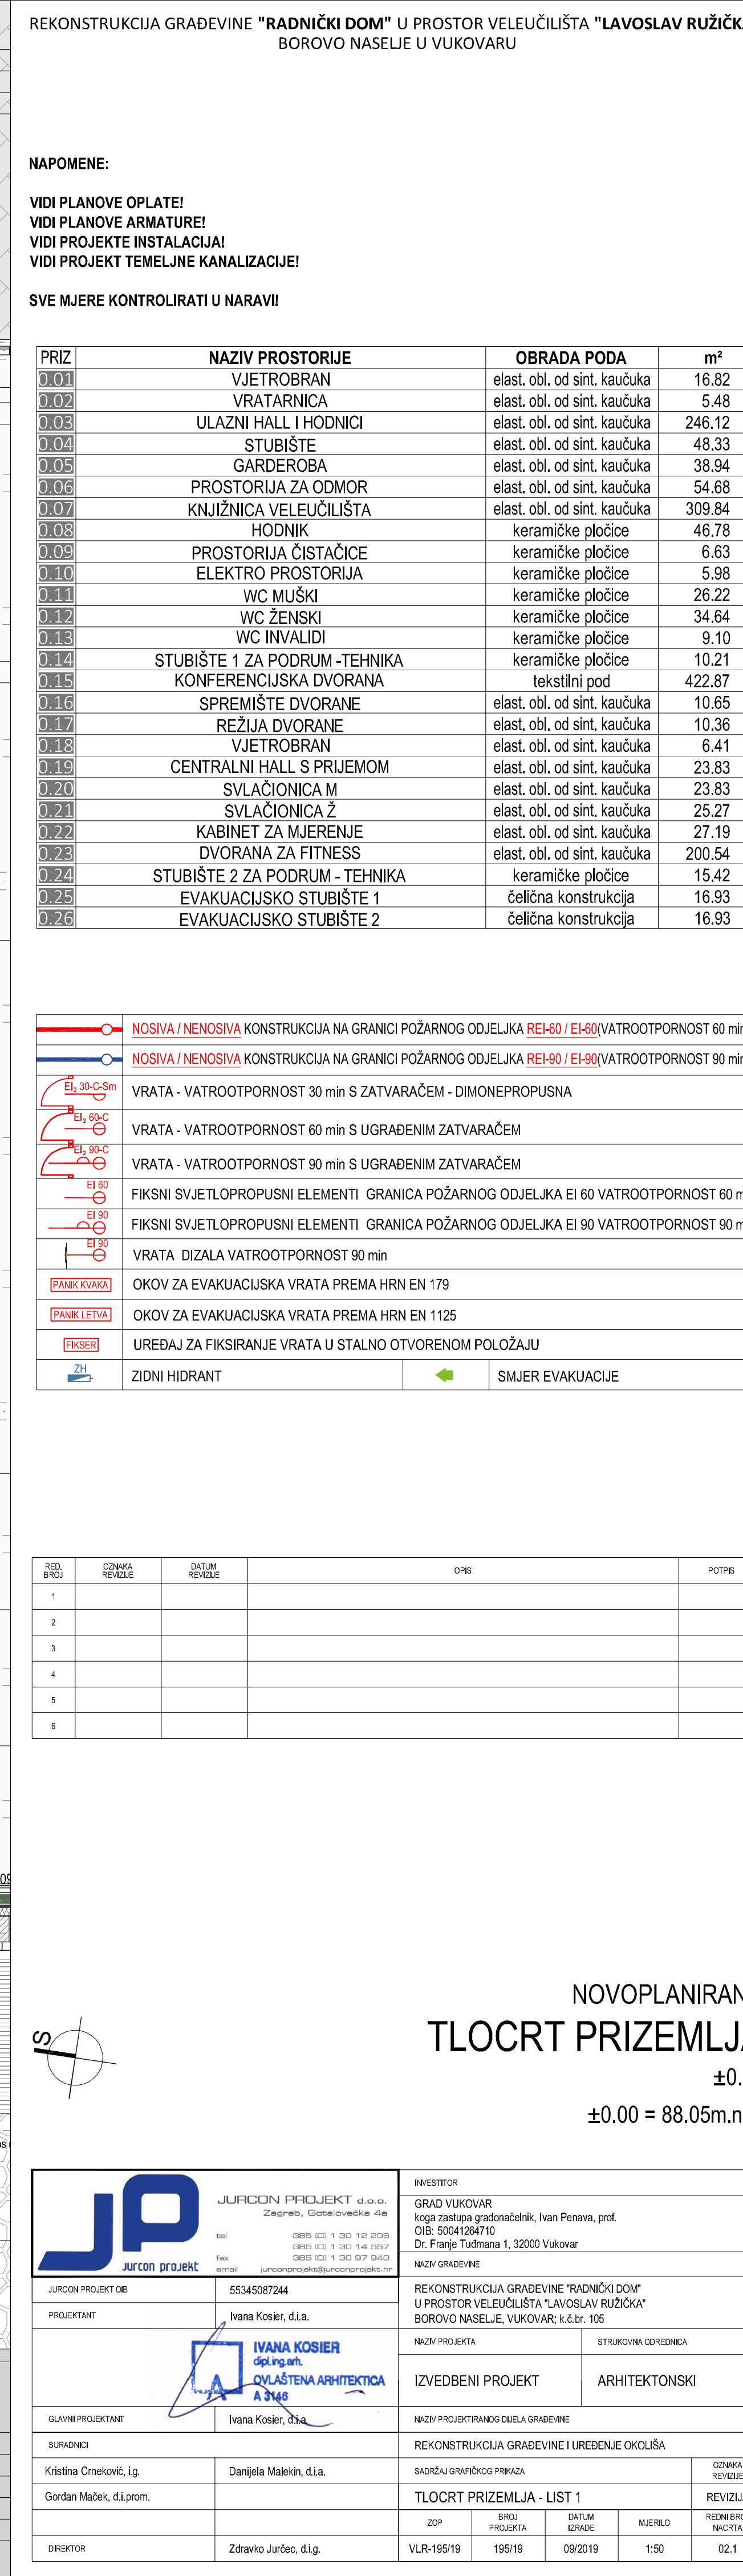 REKONSTRUKCIJA GRAĐEVINE "RADNIČKI DOM" U PROSTOR VELEUČILIŠTA "LAVOSLAV RUŽIČK
BOROVO NASELJE U VUKOVARU
NAPOMENE:
VIDI PLANOVE OPLATE!
VIDI PLANOVE ARMATURE!
VIDI PROJEKTE INSTALACIJA!
VIDI PROJEKT TEMELJNE KANALIZACIJE!
SVE MJERE KONTROLIRATI U NARAVI!
PRIZ NAZIV PROSTORIJE OBRADA PODA m²
0.01 VJETROBRAN elast. obl. od sint. kaučuka 16.82
0.02 VRATARNICA elast. obl. od sint. kaučuka 5.48
0.03 ULAZNI HALL I HODNICI elast. obl. od sint. kaučuka 246.12
0.04 STUBIŠTE elast. obl. od sint. kaučuka 48.33
0.05 GARDEROBA elast. obl. od sint. kaučuka 38.94
0.06 PROSTORIJA ZA ODMOR elast. obl. od sint. kaučuka 54.68
0.07 KNJIŽNICA VELEUČILIŠTA elast. obl. od sint. kaučuka 309.84
0.08 HODNIK keramičke pločice 46.78
0.09 PROSTORIJA ČISTAČICE keramičke pločice 6.63
0.10 ELEKTRO PROSTORIJA keramičke pločice 5.98
0.11 WC MUŠKI keramičke pločice 26.22
0.12 WC ŽENSKI keramičke pločice 34.64
0.13 WC INVALIDI keramičke pločice 9.10
0.14 STUBIŠTE 1 ZA PODRUM -TEHNIKA keramičke pločice 10.21
0.15 KONFERENCIJSKA DVORANA tekstilni pod 422.87
0.16 SPREMIŠTE DVORANE elast. obl. od sint. kaučuka 10.65
0.17 REŽIJA DVORANE elast. obl. od sint. kaučuka 10.36
0.18 VJETROBRAN elast. obl. od sint. kaučuka 6.41
0.19 CENTRALNI HALL S PRIJEMOM elast. obl. od sint. kaučuka 23.83
0.20 SVLAČIONICA M elast. obl. od sint. kaučuka 23.83
0.21 SVLAČIONICA Ž elast. obl. od sint. kaučuka 25.27
0.22 KABINET ZA MJERENJE elast. obl. od sint. kaučuka 27.19
0.23 DVORANA ZA FITNESS elast. obl. od sint. kaučuka 200.54
0.24 STUBIŠTE 2 ZA PODRUM - TEHNIKA keramičke pločice 15.42
0.25 EVAKUACIJSKO STUBIŠTE 1 čelična konstrukcija 16.93
0.26 EVAKUACIJSKO STUBIŠTE 2 čelična konstrukcija 16.93
NOSIVA / NENOSIVA KONSTRUKCIJA NA GRANICI POŽARNOG ODJELJKA REI-60 / EI-60(VATROOTPORNOST 60 min
NOSIVA / NENOSIVA KONSTRUKCIJA NA GRANICI POŽARNOG ODJELJKA REI-90 / EI-90(VATROOTPORNOST 90 min
EI₂ 30-C-Sm VRATA - VATROOTPORNOST 30 min S ZATVARAČEM - DIMONEPROPUSNA
EI₂ 60-C VRATA - VATROOTPORNOST 60 min S UGRAĐENIM ZATVARAČEM
EI₂ 90-C VRATA - VATROOTPORNOST 90 min S UGRAĐENIM ZATVARAČEM
EI 60 FIKSNI SVJETLOPROPUSNI ELEMENTI GRANICA POŽARNOG ODJELJKA EI 60 VATROOTPORNOST 60 m
EI 90 FIKSNI SVJETLOPROPUSNI ELEMENTI GRANICA POŽARNOG ODJELJKA EI 90 VATROOTPORNOST 90 m
EI 90 VRATA DIZALA VATROOTPORNOST 90 min
PANIK KVAKA OKOV ZA EVAKUACIJSKA VRATA PREMA HRN EN 179
PANIK LETVA OKOV ZA EVAKUACIJSKA VRATA PREMA HRN EN 1125
FIKSER UREĐAJ ZA FIKSIRANJE VRATA U STALNO OTVORENOM POLOŽAJU
ZH ZIDNI HIDRANT SMJER EVAKUACIJE
RED. BROJ OZNAKA REVIZIJE DATUM REVIZIJE OPIS POTPIS
1
2
3
4
5
6
S
NOVOPLANIRAN
TLOCRT PRIZEMLJA
±0.
±0.00 = 88.05m.n
jurcon projekt
JURCON PROJEKT d.o.o.
Zagreb, Gotalovečka 4a
tel 385 (0) 1 30 12 208
385 (0) 1 30 14 557
fax 385 (0) 1 30 97 940
email jurconprojekt@jurconprojekt.hr
INVESTITOR
GRAD VUKOVAR
koga zastupa gradonačelnik, Ivan Penava, prof.
OIB: 50041264710
Dr. Franje Tuđmana 1, 32000 Vukovar
NAZIV GRAĐEVINE
REKONSTRUKCIJA GRAĐEVINE "RADNIČKI DOM"
U PROSTOR VELEUČILIŠTA "LAVOSLAV RUŽIČKA"
BOROVO NASELJE, VUKOVAR; k.č.br. 105
JURCON PROJEKT OIB 55345087244
PROJEKTANT Ivana Kosier, d.i.a.
IVANA KOSIER
dipl.ing.arh.
OVLAŠTENA ARHITEKTICA
A 3146
NAZIV PROJEKTA STRUKOVNA ODREDNICA
IZVEDBENI PROJEKT ARHITEKTONSKI
GLAVNI PROJEKTANT Ivana Kosier, d.i.a.
NAZIV PROJEKTIRANOG DIJELA GRAĐEVINE
SURADNICI
REKONSTRUKCIJA GRAĐEVINE I UREĐENJE OKOLIŠA
Kristina Crneković, i.g. Danijela Malekin, d.i.a.
SADRŽAJ GRAFIČKOG PRIKAZA OZNAKA REVIZIJE
Gordan Maček, d.i.prom.
TLOCRT PRIZEMLJA - LIST 1 REVIZIJ
ZOP BROJ PROJEKTA DATUM IZRADE MJERILO REDNI BRO NACRTA
DIREKTOR Zdravko Jurčec, d.i.g.
VLR-195/19 195/19 09/2019 1:50 02.1